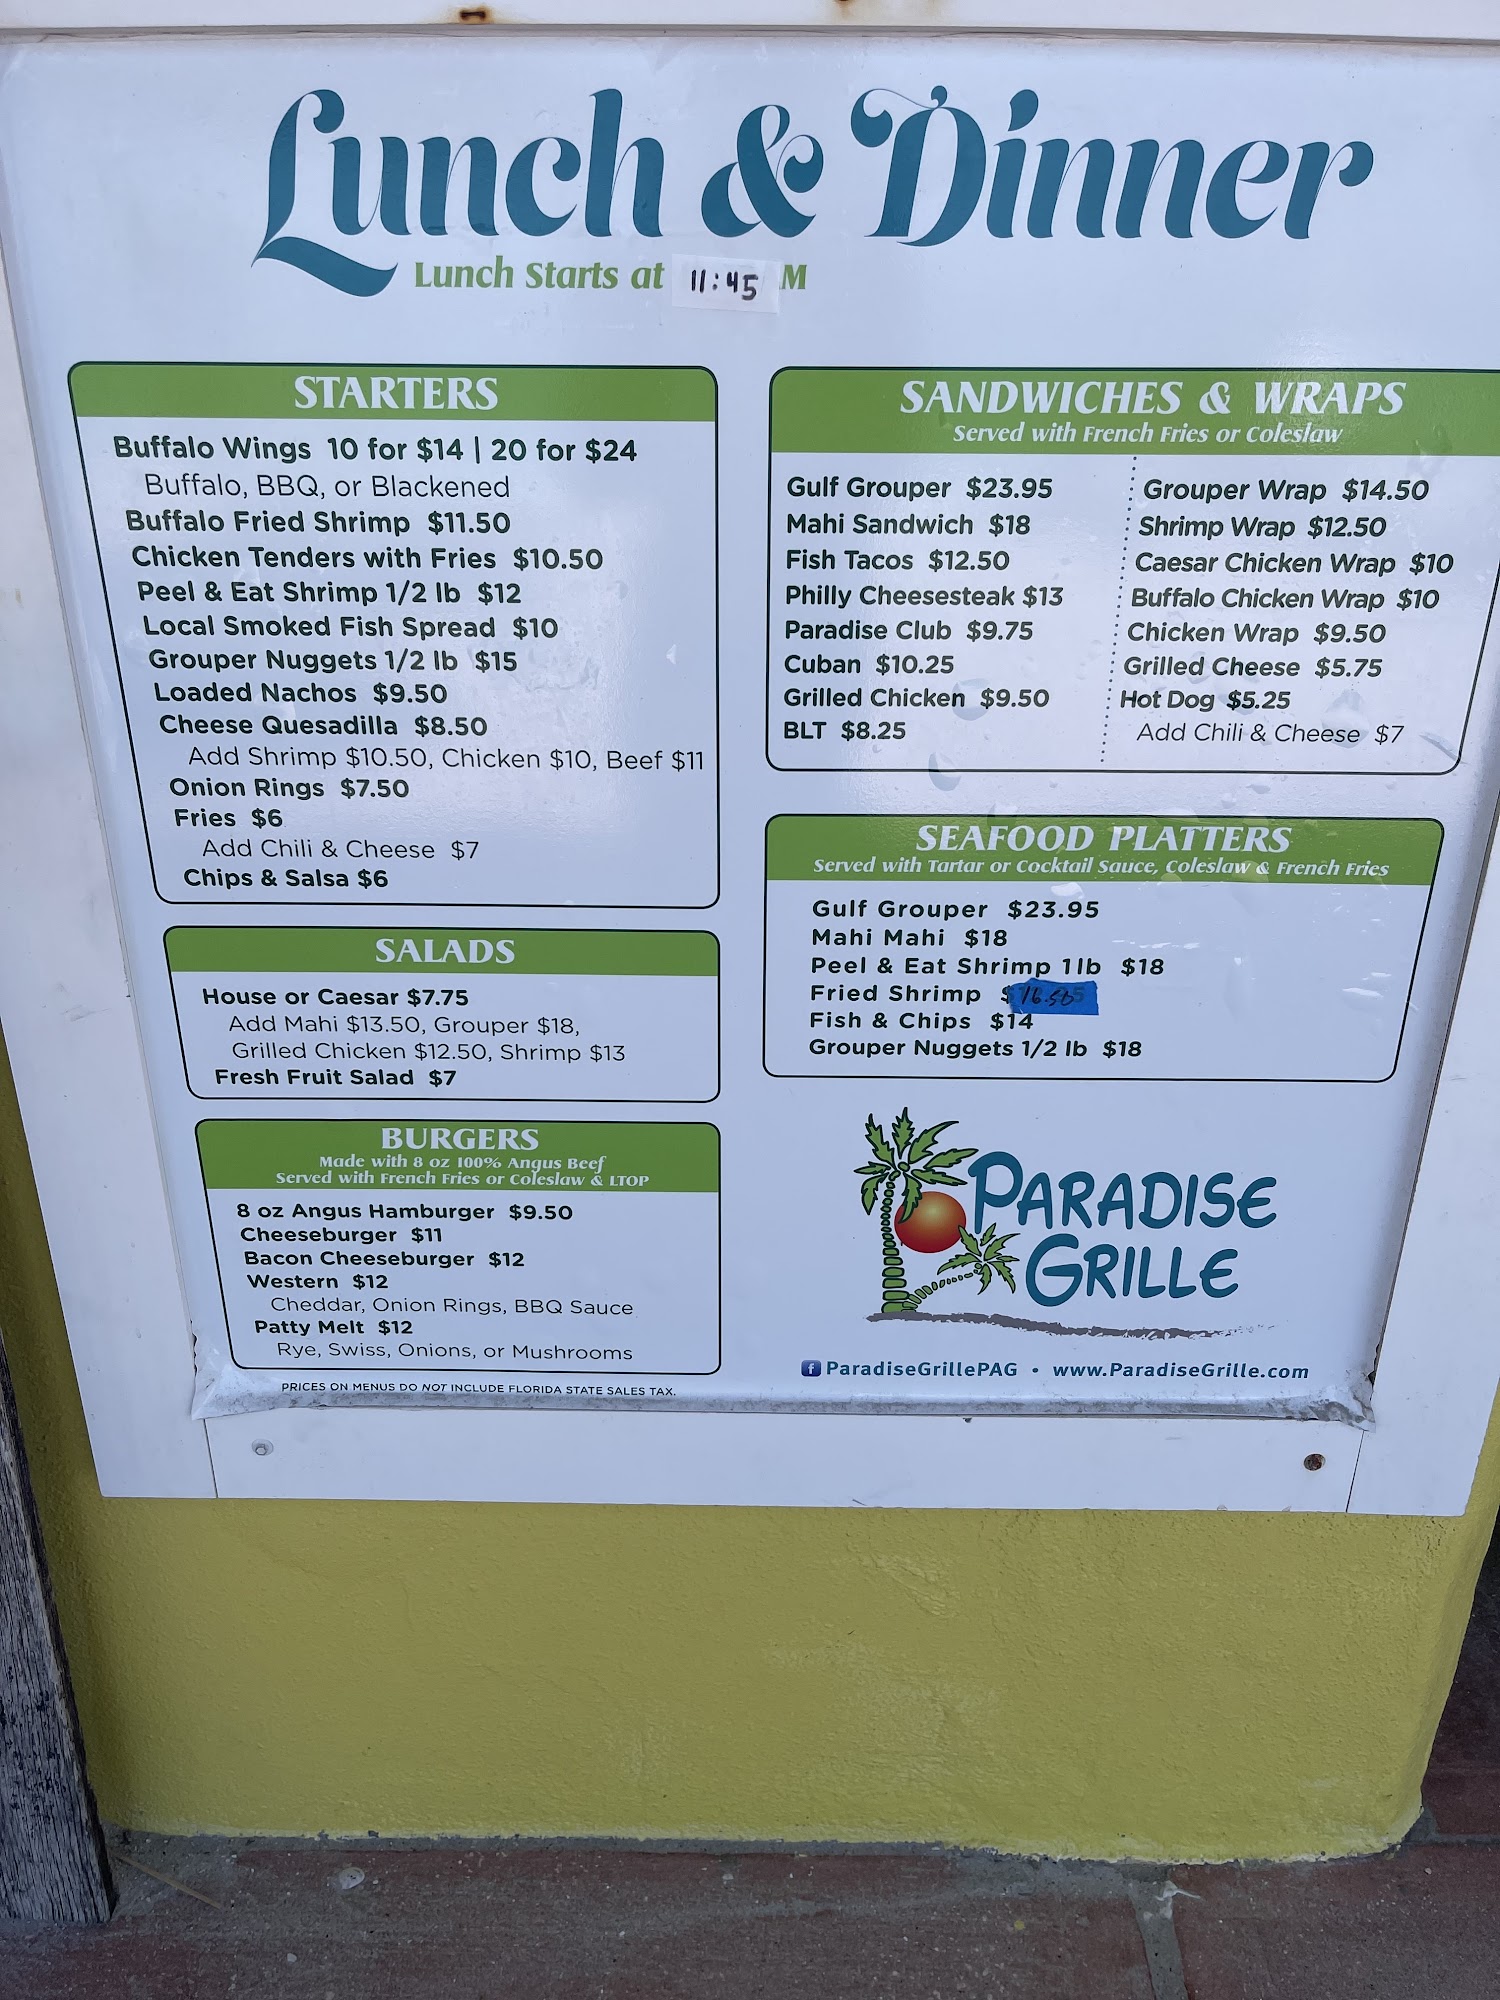 Lunch & Dinner
Lunch Starts at 11:45 M
STARTERS
Buffalo Wings 10 for $14 | 20 for $24
Buffalo, BBQ, or Blackened
Buffalo Fried Shrimp $11.50
Chicken Tenders with Fries $10.50
Peel & Eat Shrimp 1/2 lb $12
Local Smoked Fish Spread $10
Grouper Nuggets 1/2 lb $15
Loaded Nachos $9.50
Cheese Quesadilla $8.50
Add Shrimp $10.50, Chicken $10, Beef $11
Onion Rings $7.50
Fries $6
Add Chili & Cheese $7
Chips & Salsa $6
SALADS
House or Caesar $7.75
Add Mahi $13.50, Grouper $18,
Grilled Chicken $12.50, Shrimp $13
Fresh Fruit Salad $7
BURGERS
Made with 8 oz 100% Angus Beef
Served with French Fries or Coleslaw & LTOP
8 oz Angus Hamburger $9.50
Cheeseburger $11
Bacon Cheeseburger $12
Western $12
Cheddar, Onion Rings, BBQ Sauce
Patty Melt $12
Rye, Swiss, Onions, or Mushrooms
PRICES ON MENUS DO NOT INCLUDE FLORIDA STATE SALES TAX.
SANDWICHES & WRAPS
Served with French Fries or Coleslaw
Gulf Grouper $23.95
Mahi Sandwich $18
Fish Tacos $12.50
Philly Cheesesteak $13
Paradise Club $9.75
Cuban $10.25
Grilled Chicken $9.50
BLT $8.25
Grouper Wrap $14.50
Shrimp Wrap $12.50
Caesar Chicken Wrap $10
Buffalo Chicken Wrap $10
Chicken Wrap $9.50
Grilled Cheese $5.75
Hot Dog $5.25
Add Chili & Cheese $7
SEAFOOD PLATTERS
Served with Tartar or Cocktail Sauce, Coleslaw & French Fries
Gulf Grouper $23.95
Mahi Mahi $18
Peel & Eat Shrimp 1 lb $18
Fried Shrimp $16.50
Fish & Chips $14
Grouper Nuggets 1/2 lb $18
PARADISE
GRILLE
f ParadiseGrillePAG • www.ParadiseGrille.com